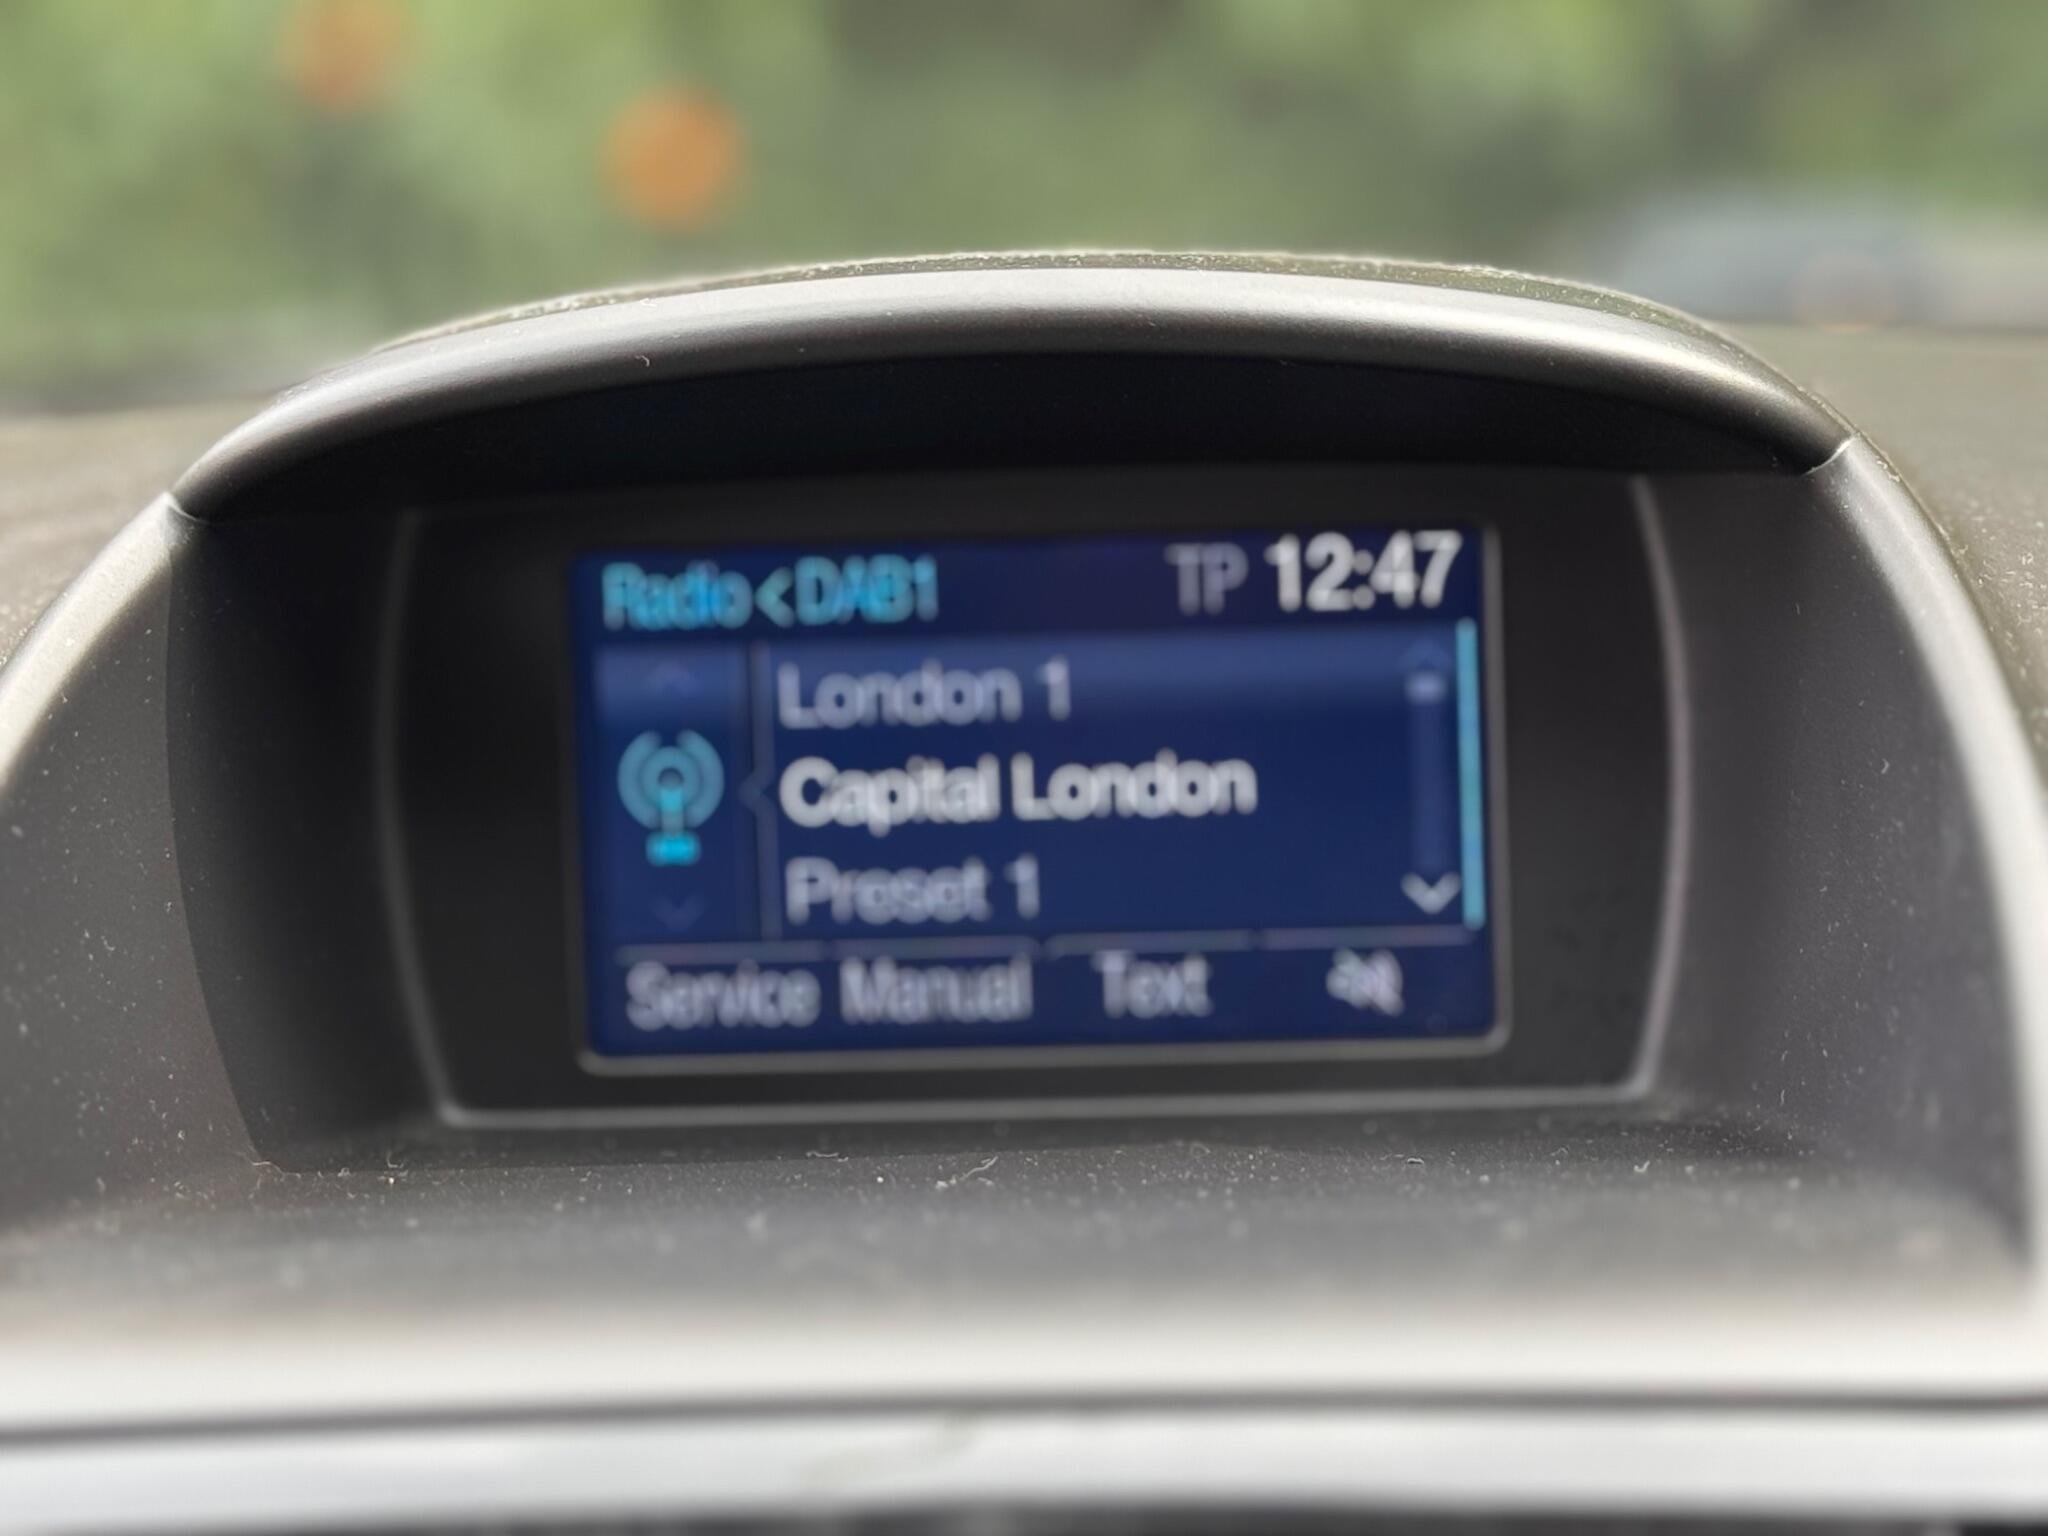 Radio<DAB1 TP 12:47
London 1
Capital London
Preset 1
Service Manual Text